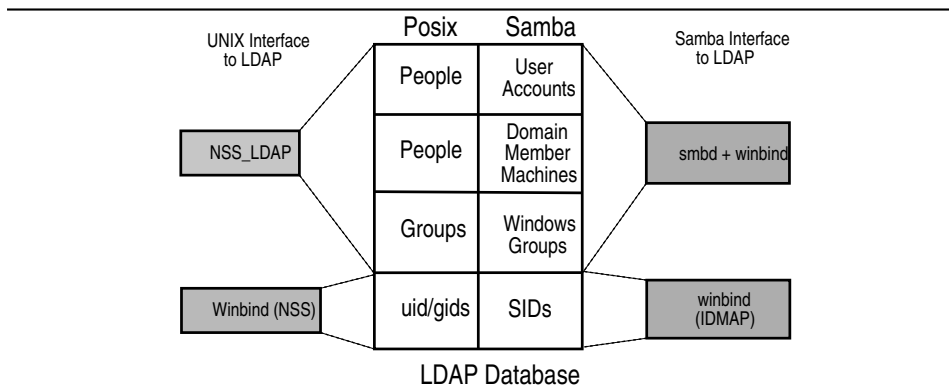 Posix Samba
UNIX Interface
to LDAP
Samba Interface
to LDAP
People
User
Accounts
NSS_LDAP
People
Domain
Member
Machines
smbd + winbind
Groups
Windows
Groups
Winbind (NSS)
uid/gids
SIDs
winbind
(IDMAP)
LDAP Database